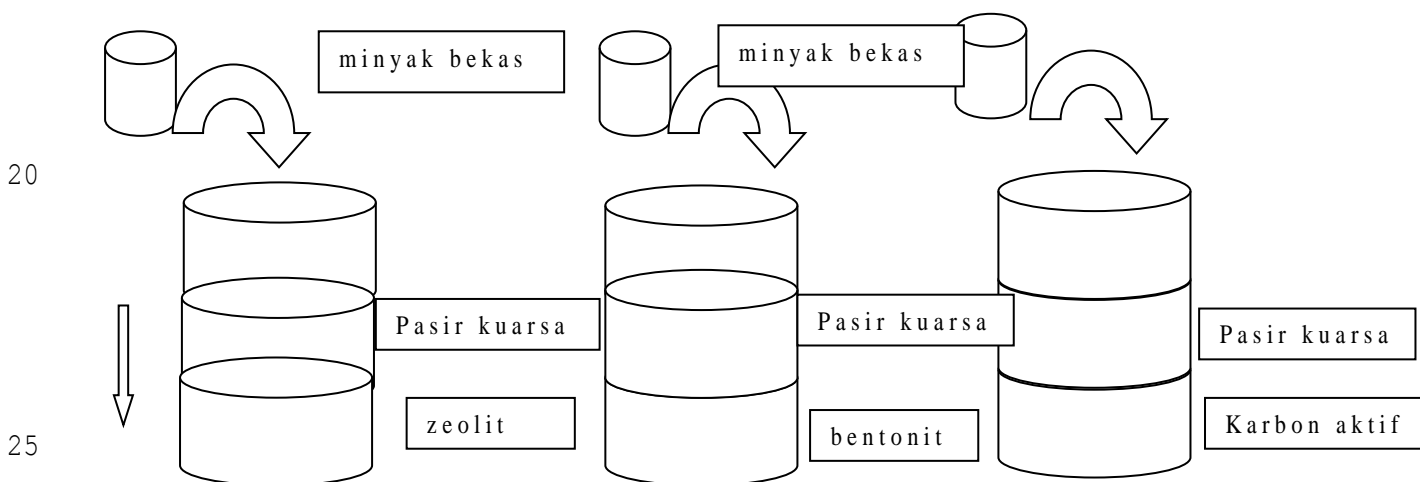 minyak bekas
minyak bekas
20
Pasir kuarsa
Pasir kuarsa
Pasir kuarsa
zeolit
bentonit
Karbon aktif
25